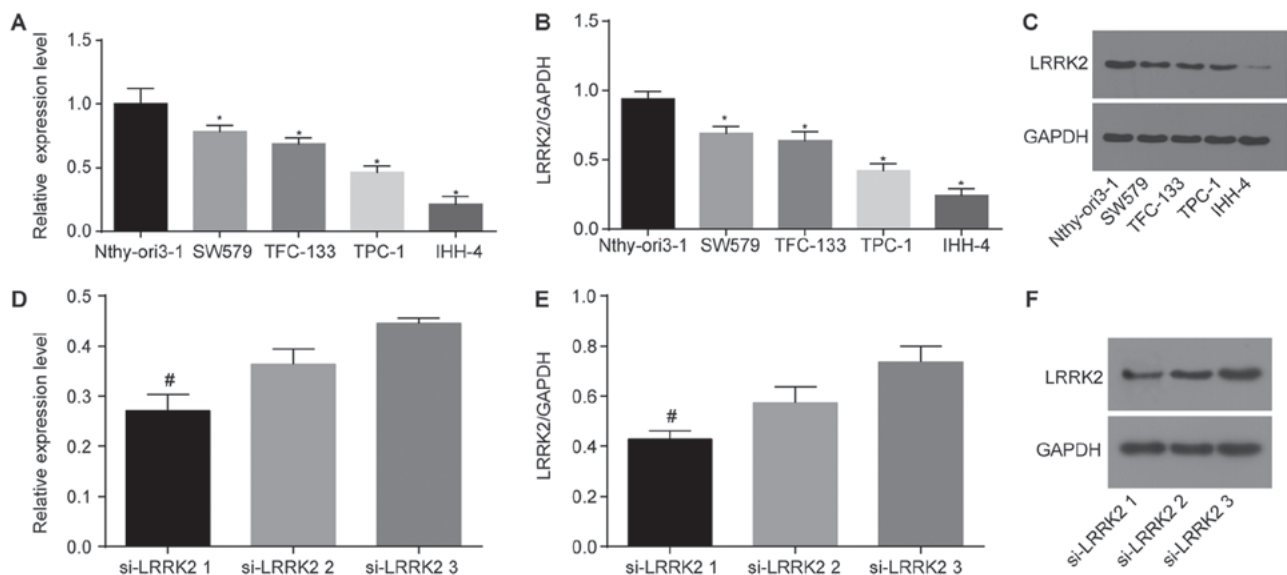 A
Relative expression level
1.5
1.0
0.5
0.0
*
*
*
*
Nthy-ori3-1 SW579 TFC-133 TPC-1 IHH-4
B
LRRK2/GAPDH
1.5
1.0
0.5
0.0
*
*
*
*
Nthy-ori3-1 SW579 TFC-133 TPC-1 IHH-4
C
LRRK2
GAPDH
Nthy-ori3-1
SW579
TFC-133
TPC-1
IHH-4
D
Relative expression level
0.5
0.4
0.3
0.2
0.1
0.0
#
si-LRRK2 1 si-LRRK2 2 si-LRRK2 3
E
LRRK2/GAPDH
1.0
0.8
0.6
0.4
0.2
0.0
#
si-LRRK2 1 si-LRRK2 2 si-LRRK2 3
F
LRRK2
GAPDH
si-LRRK2 1
si-LRRK2 2
si-LRRK2 3